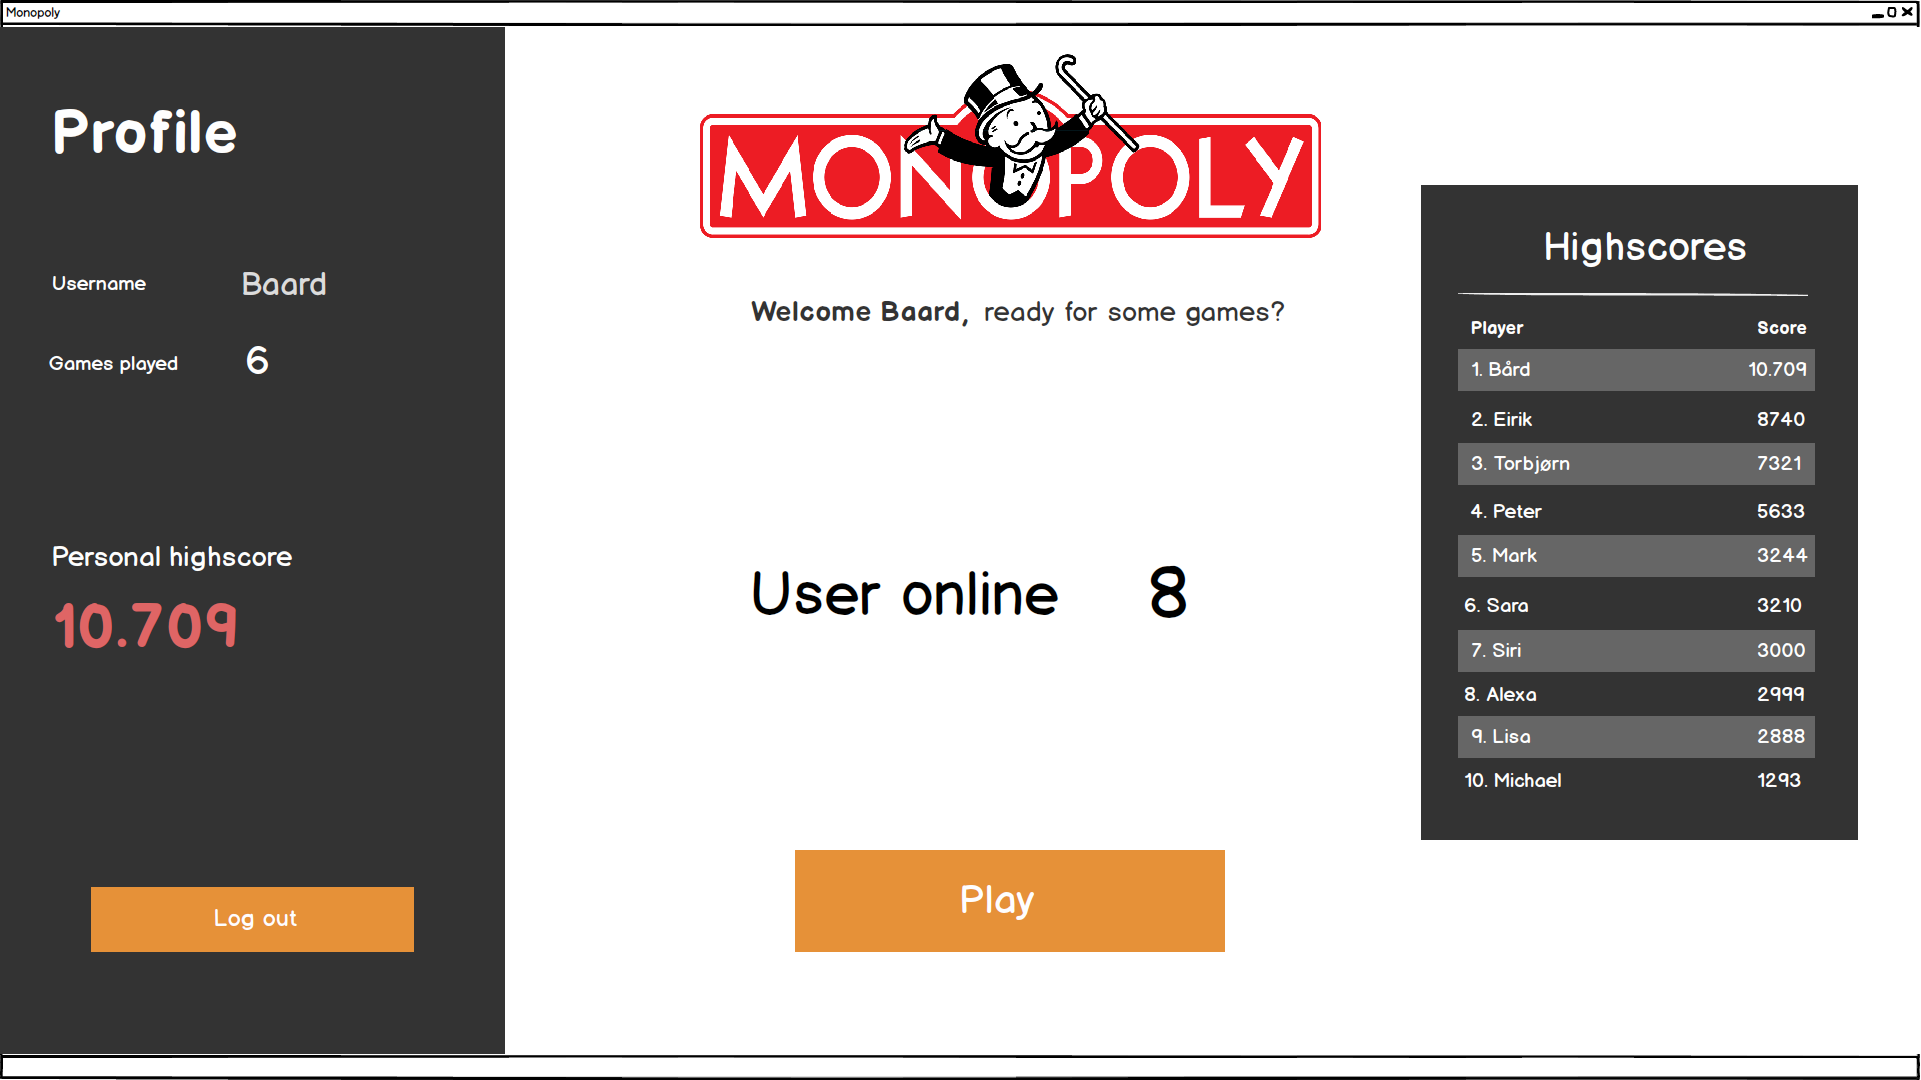 Monopoly
Profile
Username Baard
Games played 6
Personal highscore
10.709
Log out
MONOPOLY
Welcome Baard, ready for some games?
User online 8
Play
Highscores
Player Score
1. Bård 10.709
2. Eirik 8740
3. Torbjørn 7321
4. Peter 5633
5. Mark 3244
6. Sara 3210
7. Siri 3000
8. Alexa 2999
9. Lisa 2888
10. Michael 1293